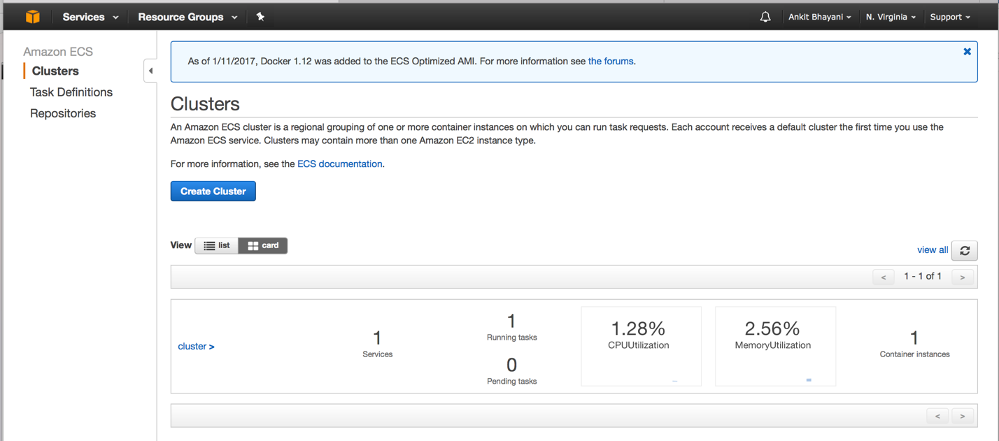 Services Resource Groups Ankit Bhayani N. Virginia Support
Amazon ECS
Clusters
Task Definitions
Repositories
As of 1/11/2017, Docker 1.12 was added to the ECS Optimized AMI. For more information see the forums.
Clusters
An Amazon ECS cluster is a regional grouping of one or more container instances on which you can run task requests. Each account receives a default cluster the first time you use the
Amazon ECS service. Clusters may contain more than one Amazon EC2 instance type.
For more information, see the ECS documentation.
Create Cluster
View list card view all
< 1 - 1 of 1 >
cluster >
1
Services
1
Running tasks
0
Pending tasks
1.28%
CPUUtilization
2.56%
MemoryUtilization
1
Container instances
< >